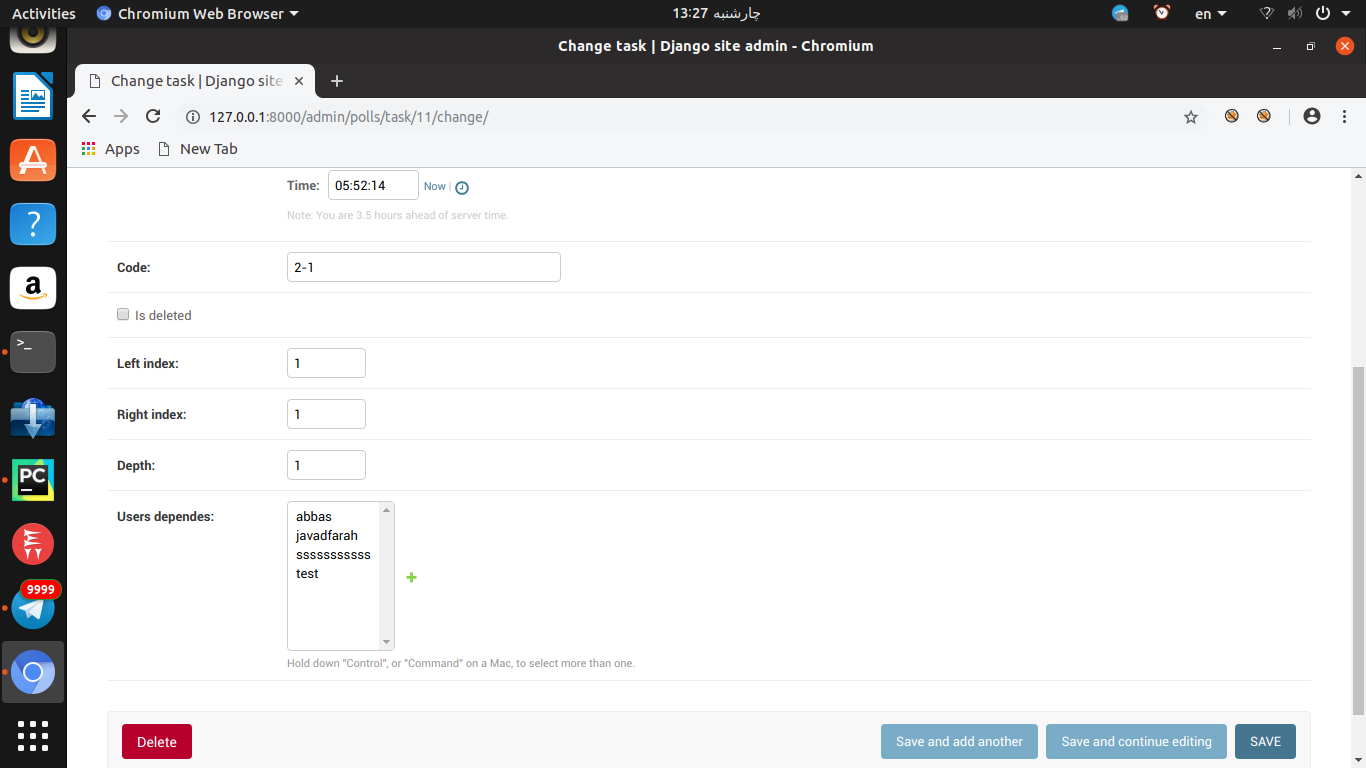 Activities Chromium Web Browser 13:27 چارشنبه en
Change task | Django site admin - Chromium
Change task | Django site
127.0.0.1:8000/admin/polls/task/11/change/
Apps New Tab
Time: 05:52:14 Now |
Note: You are 3.5 hours ahead of server time.
Code: 2-1
Is deleted
Left index: 1
Right index: 1
Depth: 1
Users dependes:
abbas
javadfarah
sssssssssss
test
Hold down "Control", or "Command" on a Mac, to select more than one.
Delete Save and add another Save and continue editing SAVE
?
a
>_
PC
9999